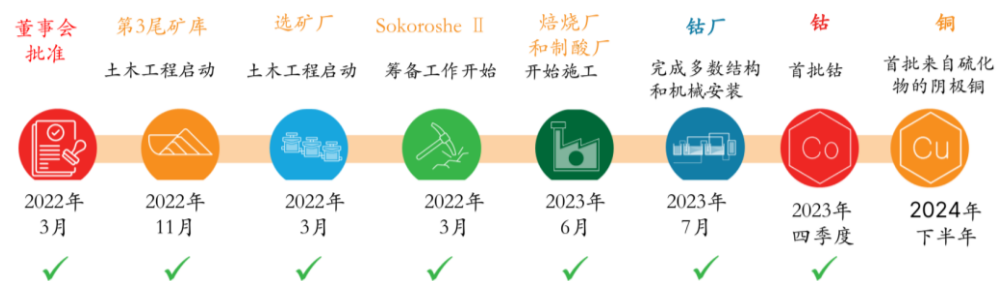 董事会
批准
第3尾矿库
土木工程启动
选矿厂
土木工程启动
Sokoroshe Ⅱ
筹备工作开始
焙烧厂
和制酸厂
开始施工
钴厂
完成多数结构
和机械安装
钴
首批钴
铜
首批来自硫化
物的阴极铜
Co
Cu
2022年
3月
2022年
11月
2022年
3月
2022年
3月
2023年
6月
2023年
7月
2023年
四季度
2024年
下半年